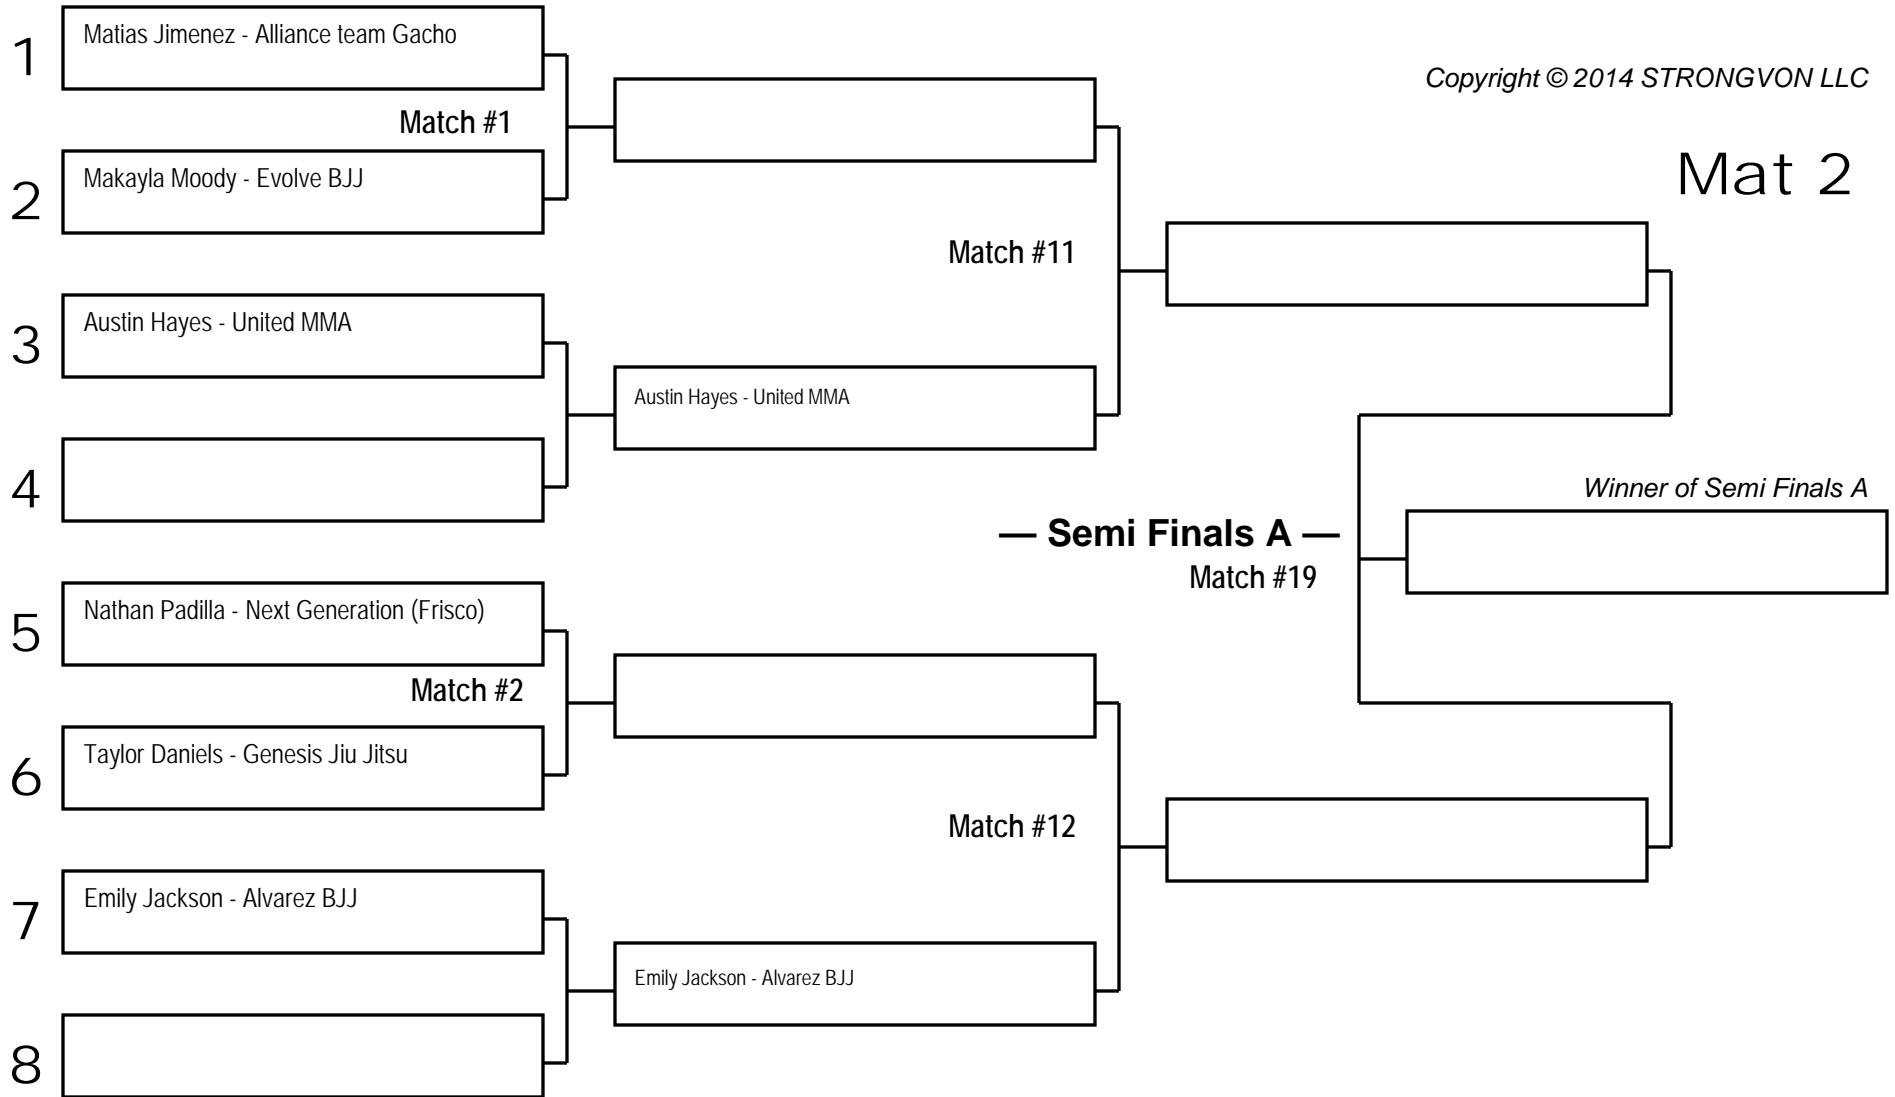 1
Matias Jimenez - Alliance team Gacho
Copyright © 2014 STRONGVON LLC
Match #1
Mat 2
2
Makayla Moody - Evolve BJJ
Match #11
3
Austin Hayes - United MMA
Austin Hayes - United MMA
4
Winner of Semi Finals A
— Semi Finals A —
Match #19
5
Nathan Padilla - Next Generation (Frisco)
Match #2
6
Taylor Daniels - Genesis Jiu Jitsu
Match #12
7
Emily Jackson - Alvarez BJJ
Emily Jackson - Alvarez BJJ
8